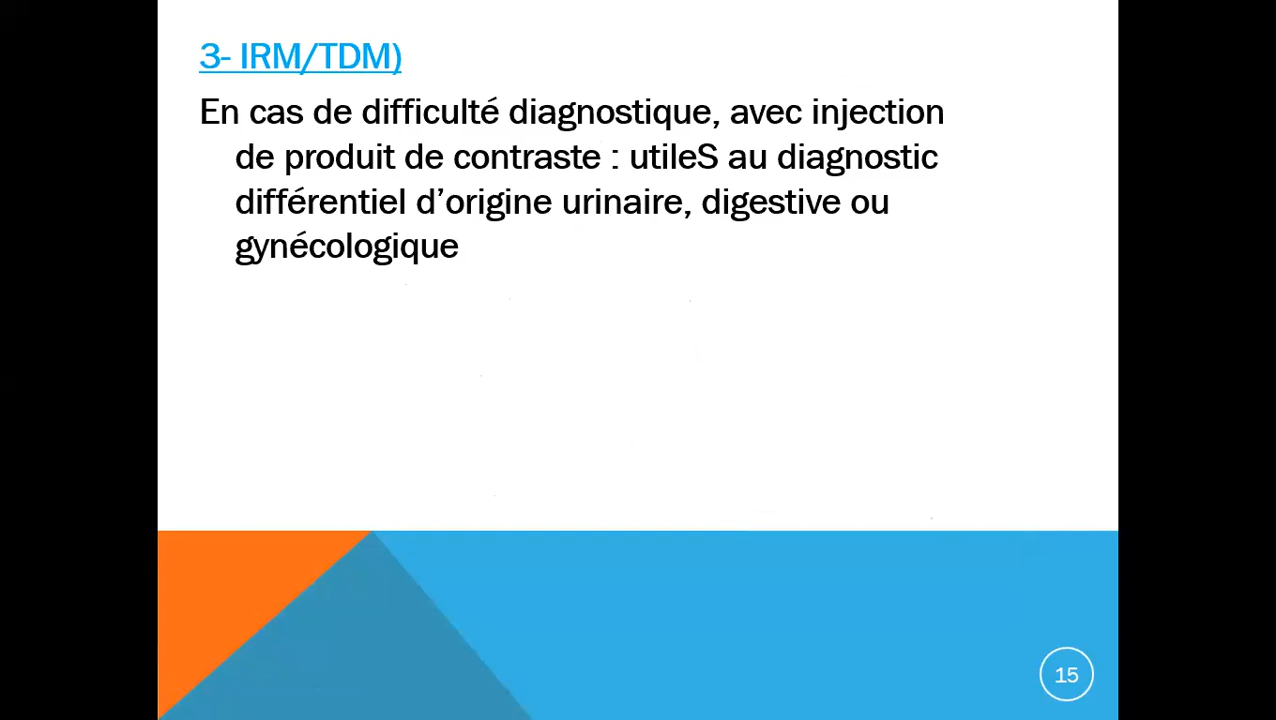 3- IRM/TDM)
En cas de difficulté diagnostique, avec injection
de produit de contraste : utileS au diagnostic
différentiel d’origine urinaire, digestive ou
gynécologique
15